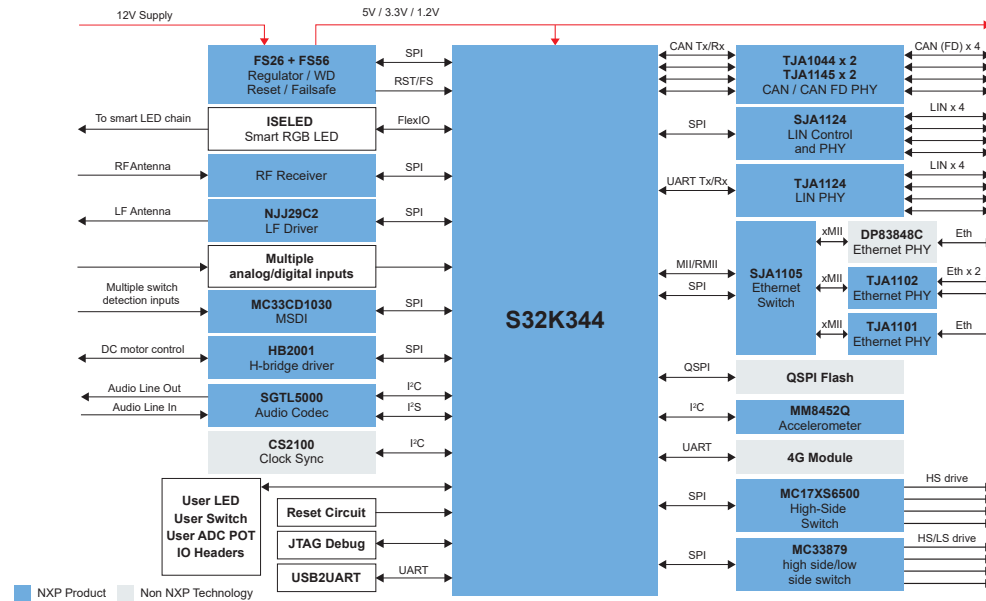 12V Supply
5V / 3.3V / 1.2V
FS26 + FS56
Regulator / WD
Reset / Failsafe
SPI
RST/FS
To smart LED chain
ISELED
Smart RGB LED
FlexIO
RF Antenna
RF Receiver
SPI
LF Antenna
NJJ29C2
LF Driver
SPI
Multiple
analog/digital inputs
Multiple switch
detection inputs
MC33CD1030
MSDI
SPI
DC motor control
HB2001
H-bridge driver
SPI
Audio Line Out
Audio Line In
SGTL5000
Audio Codec
I²C
I²S
CS2100
Clock Sync
I²C
User LED
User Switch
User ADC POT
IO Headers
Reset Circuit
JTAG Debug
USB2UART
UART
S32K344
CAN Tx/Rx
TJA1044 x 2
TJA1145 x 2
CAN / CAN FD PHY
CAN (FD) x 4
SPI
SJA1124
LIN Control
and PHY
LIN x 4
UART Tx/Rx
TJA1124
LIN PHY
LIN x 4
MII/RMII
SPI
SJA1105
Ethernet
Switch
xMII
DP83848C
Ethernet PHY
Eth
xMII
TJA1102
Ethernet PHY
Eth x 2
xMII
TJA1101
Ethernet PHY
Eth
QSPI
QSPI Flash
I²C
MM8452Q
Accelerometer
UART
4G Module
SPI
MC17XS6500
High-Side
Switch
HS drive
SPI
MC33879
high side/low
side switch
HS/LS drive
NXP Product
Non NXP Technology